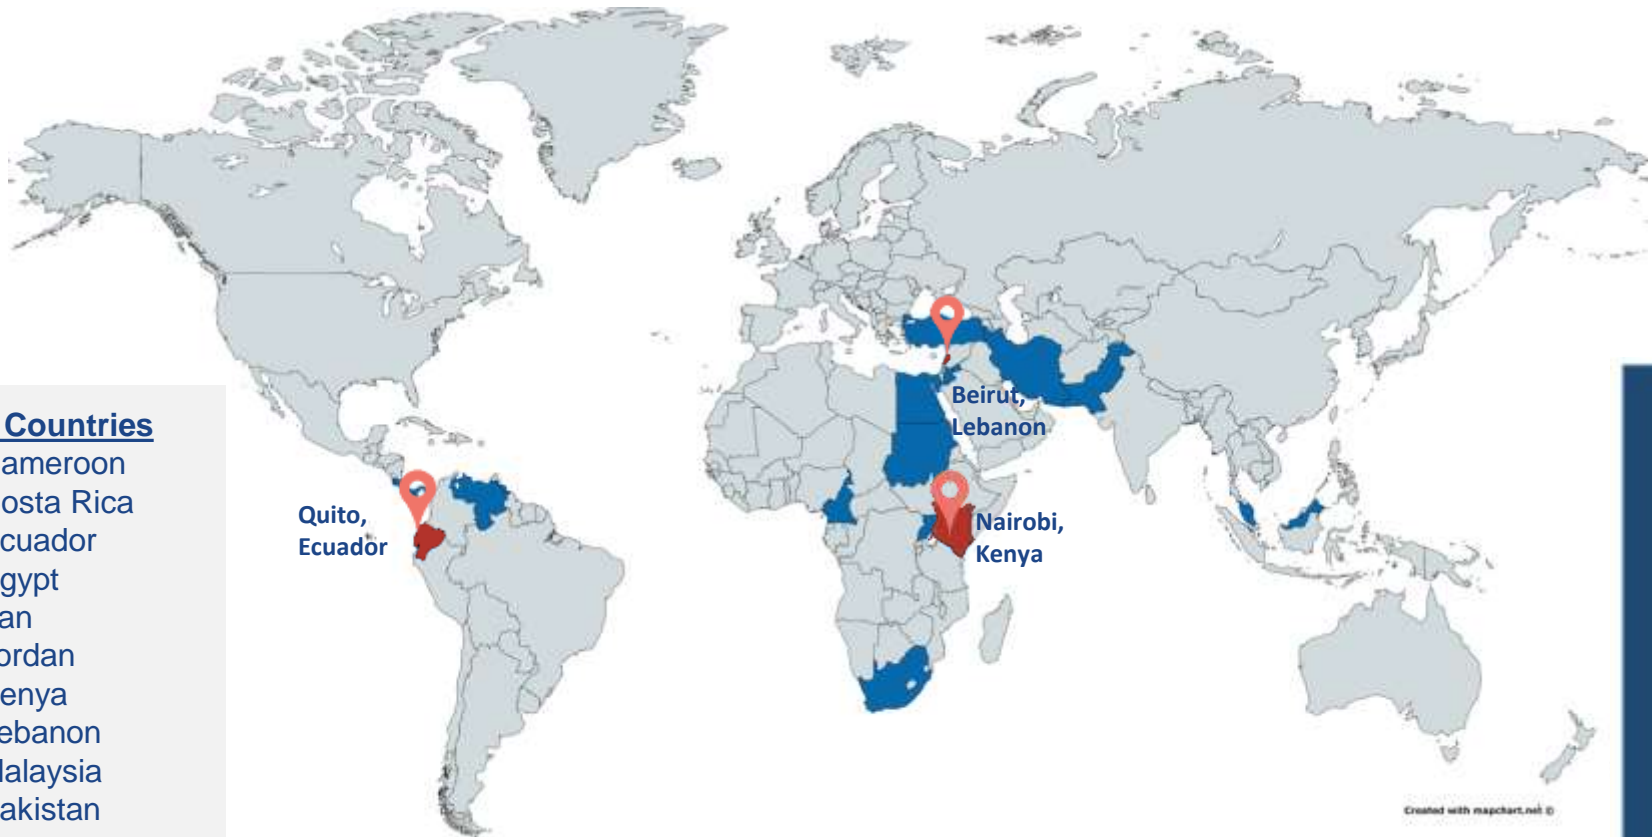 Countries
ameroon
osta Rica
cuador
gypt
an
ordan
enya
ebanon
alaysia
akistan
Quito,
Ecuador
Beirut,
Lebanon
Nairobi,
Kenya
Created with mapchart.net ©